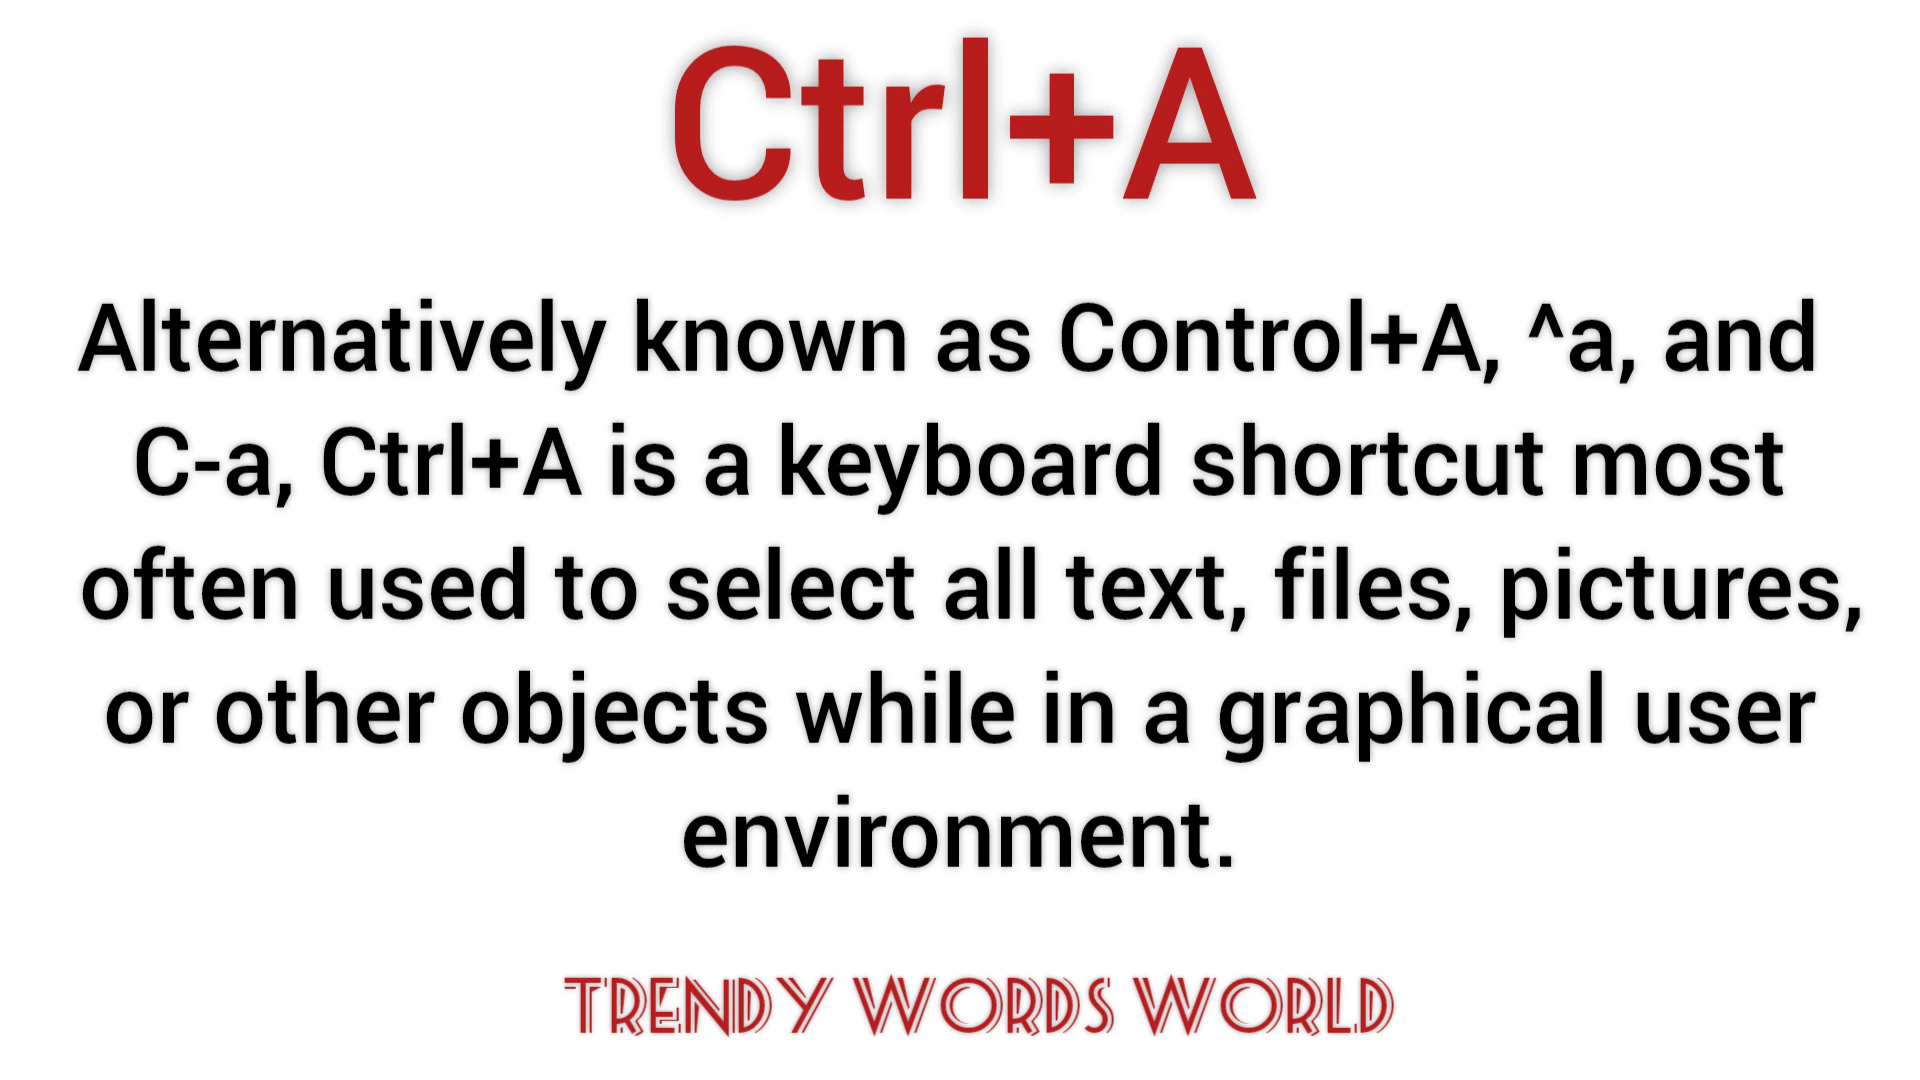 Ctrl+A
Alternatively known as Control+A, ^a, and
C-a, Ctrl+A is a keyboard shortcut most
often used to select all text, files, pictures,
or other objects while in a graphical user
environment.
TRENDY WORDS WORLD